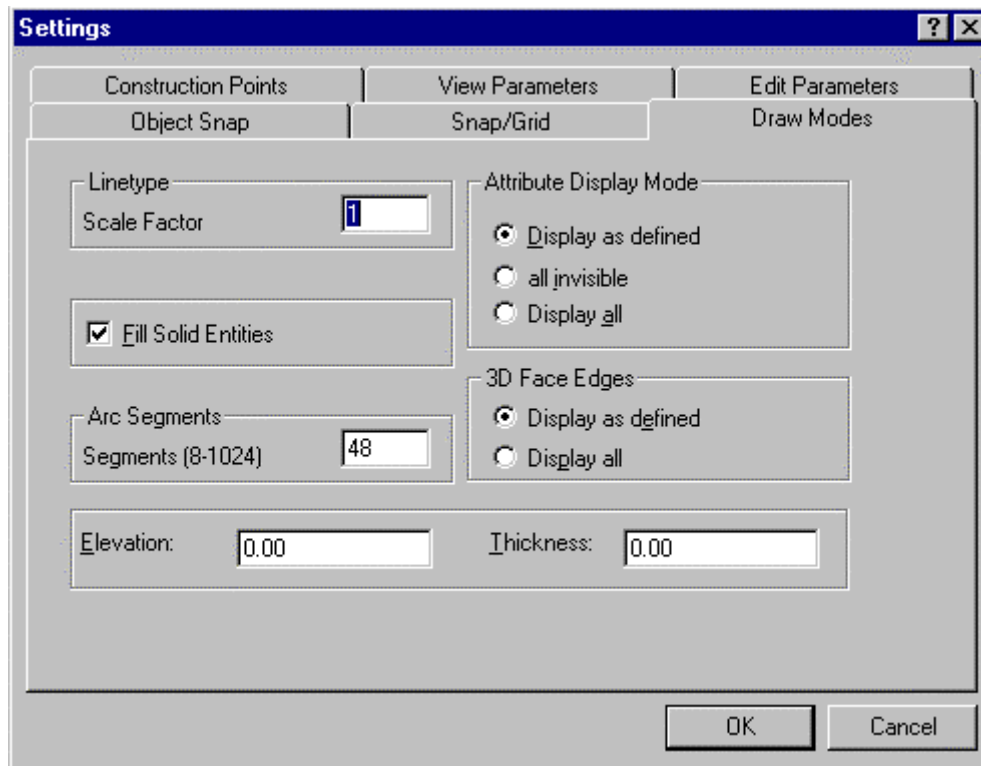 Settings
Construction Points View Parameters Edit Parameters
Object Snap Snap/Grid Draw Modes
Linetype
Scale Factor 1
Fill Solid Entities
Arc Segments
Segments (8-1024) 48
Attribute Display Mode
Display as defined
all invisible
Display all
3D Face Edges
Display as defined
Display all
Elevation: 0.00 Thickness: 0.00
OK Cancel